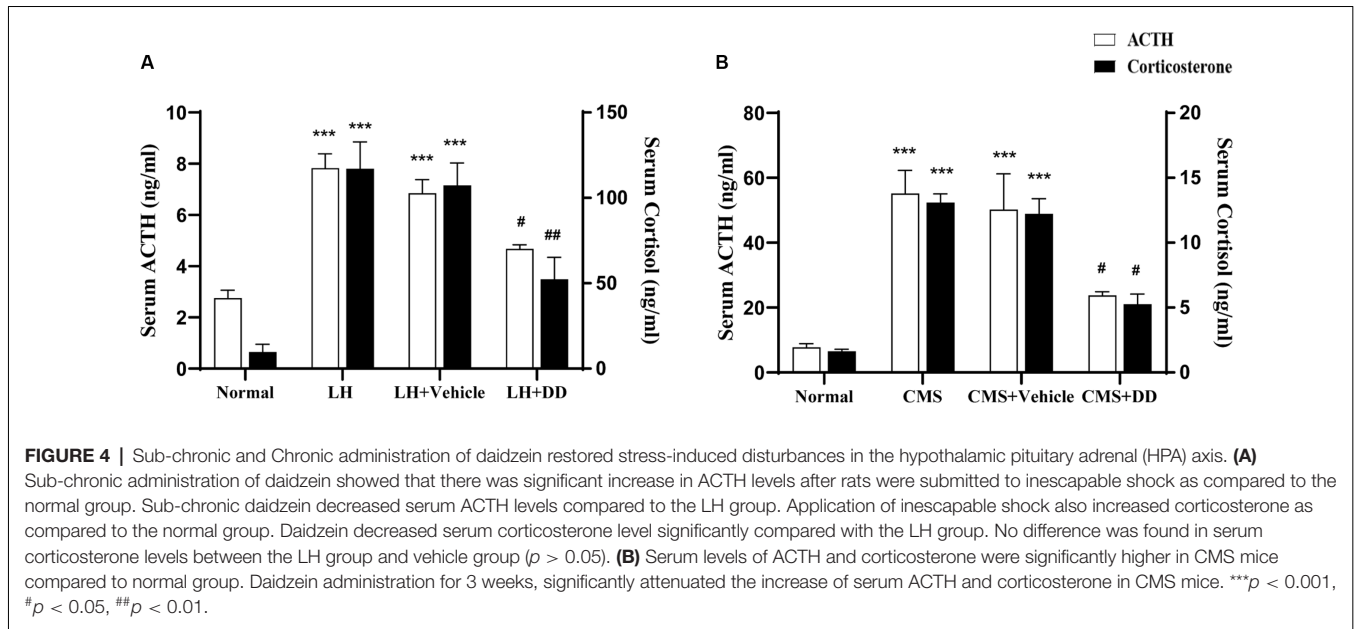 A
B
ACTH
Corticosterone
10
8
6
4
2
0
Serum ACTH (ng/ml)
*** ***
*** ***
# ##
150
100
50
0
Serum Cortisol (ng/ml)
Normal LH LH+Vehicle LH+DD
80
60
40
20
0
Serum ACTH (ng/ml)
*** ***
*** ***
# #
20
15
10
5
0
Serum Cortisol (ng/ml)
Normal CMS CMS+Vehicle CMS+DD
FIGURE 4 | Sub-chronic and Chronic administration of daidzein restored stress-induced disturbances in the hypothalamic pituitary adrenal (HPA) axis. (A)
Sub-chronic administration of daidzein showed that there was significant increase in ACTH levels after rats were submitted to inescapable shock as compared to the
normal group. Sub-chronic daidzein decreased serum ACTH levels compared to the LH group. Application of inescapable shock also increased corticosterone as
compared to the normal group. Daidzein decreased serum corticosterone level significantly compared with the LH group. No difference was found in serum
corticosterone levels between the LH group and vehicle group (p > 0.05). (B) Serum levels of ACTH and corticosterone were significantly higher in CMS mice
compared to normal group. Daidzein administration for 3 weeks, significantly attenuated the increase of serum ACTH and corticosterone in CMS mice. ***p < 0.001,
#p < 0.05, ##p < 0.01.